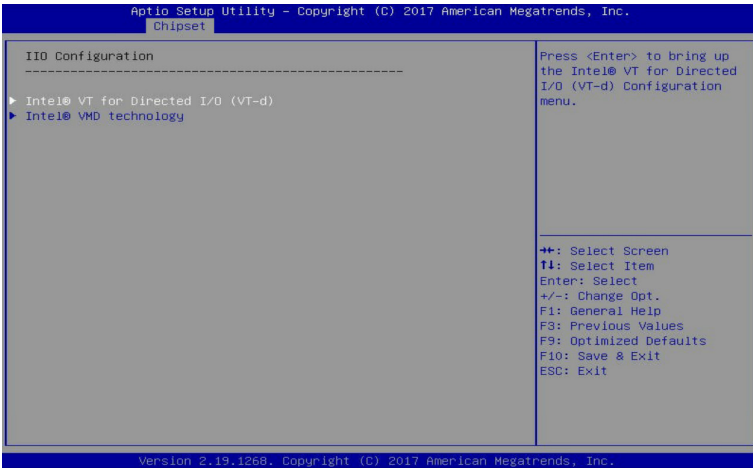 Aptio Setup Utility – Copyright (C) 2017 American Megatrends, Inc.
Chipset
IIO Configuration
--------------------------------------------------
▶ Intel® VT for Directed I/O (VT-d)
▶ Intel® VMD technology
Press <Enter> to bring up
the Intel® VT for Directed
I/O (VT-d) Configuration
menu.
→←: Select Screen
↑↓: Select Item
Enter: Select
+/-: Change Opt.
F1: General Help
F3: Previous Values
F9: Optimized Defaults
F10: Save & Exit
ESC: Exit
Version 2.19.1268. Copyright (C) 2017 American Megatrends, Inc.